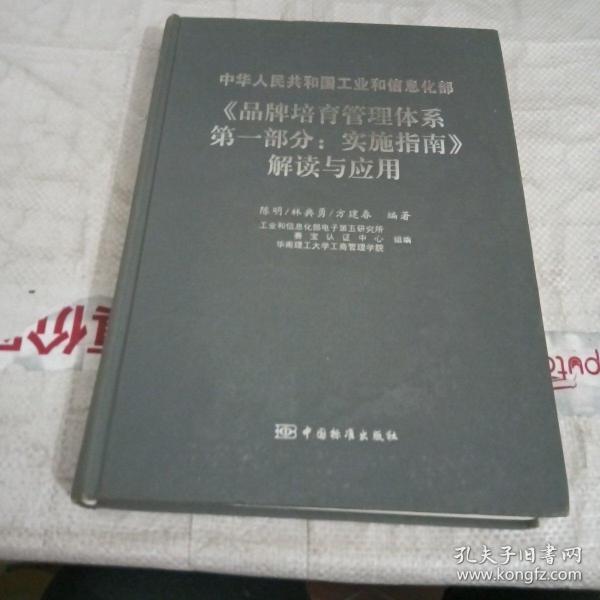 中华人民共和国工业和信息化部
《品牌培育管理体系
第一部分：实施指南》
解读与应用
陈明/林典勇/方建春 编著
工业和信息化部电子第五研究所
赛宝认证中心 组编
华南理工大学工商管理学院
中国标准出版社
孔夫子旧书网
www.kongfz.com